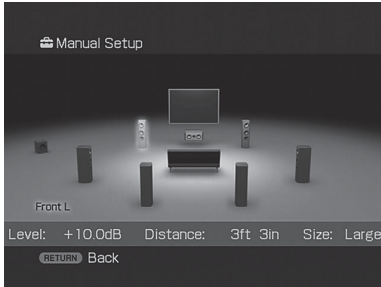 Manual Setup
Front L
Level: +10.0dB Distance: 3ft 3in Size: Large
RETURN Back